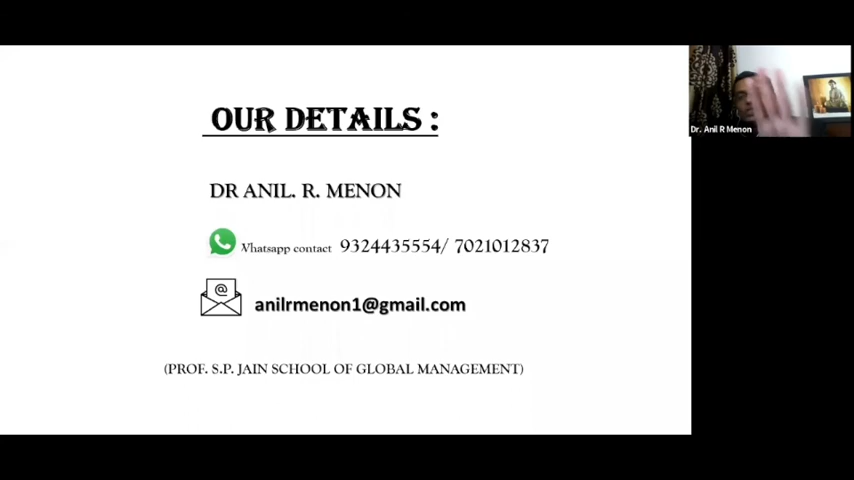 OUR DETAILS :
DR ANIL. R. MENON
Whatsapp contact 9324435554/ 7021012837
@
anilrmenon1@gmail.com
(PROF. S.P. JAIN SCHOOL OF GLOBAL MANAGEMENT)
Dr. Anil R Menon